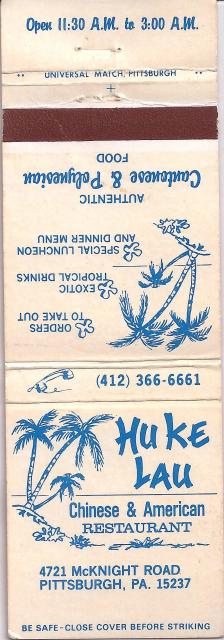 Open 11:30 A.M. to 3:00 A.M.
UNIVERSAL MATCH, PITTSBURGH
AUTHENTIC
Cantonese & Polynesian
FOOD
SPECIAL LUNCHEON
AND DINNER MENU
EXOTIC
TROPICAL DRINKS
ORDERS
TO TAKE OUT
(412) 366-6661
HU KE
LAU
Chinese & American
RESTAURANT
4721 McKNIGHT ROAD
PITTSBURGH, PA. 15237
BE SAFE-CLOSE COVER BEFORE STRIKING